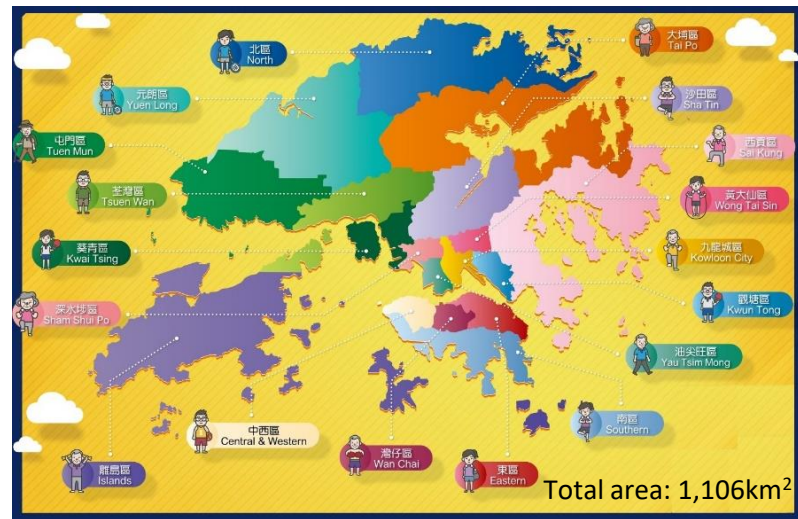 北區
North
大埔區
Tai Po
元朗區
Yuen Long
沙田區
Sha Tin
屯門區
Tuen Mun
西貢區
Sai Kung
荃灣區
Tsuen Wan
黃大仙區
Wong Tai Sin
葵青區
Kwai Tsing
九龍城區
Kowloon City
深水埗區
Sham Shui Po
觀塘區
Kwun Tong
油尖旺區
Yau Tsim Mong
中西區
Central & Western
南區
Southern
灣仔區
Wan Chai
離島區
Islands
東區
Eastern
Total area: 1,106km²